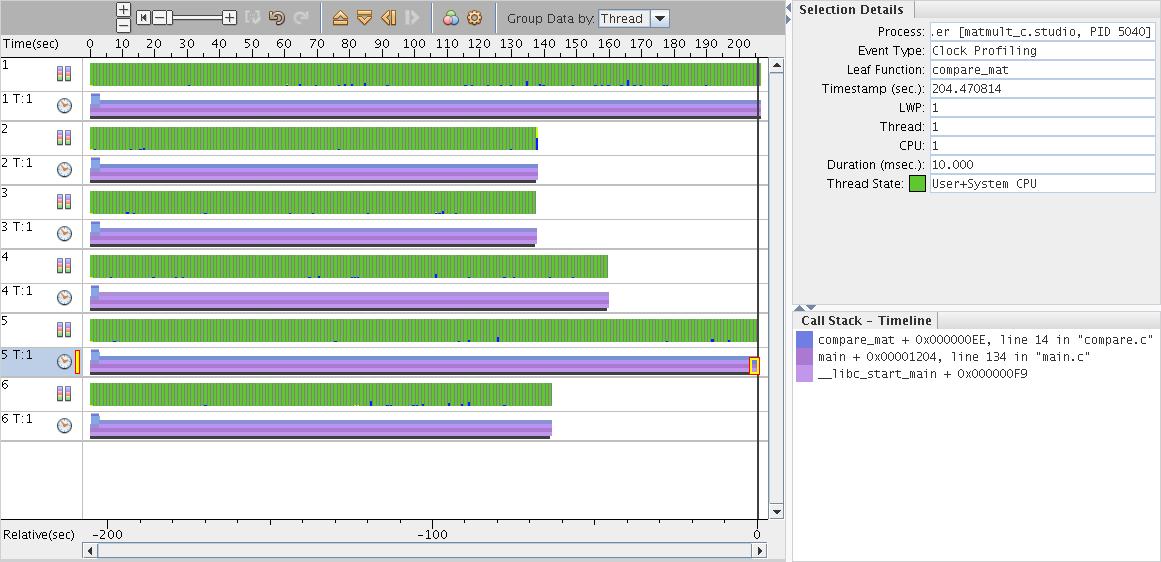 Group Data by: Thread
Time(sec) 0 10 20 30 40 50 60 70 80 90 100 110 120 130 140 150 160 170 180 190 200
1
1 T:1
2
2 T:1
3
3 T:1
4
4 T:1
5
5 T:1
6
6 T:1
Relative(sec) -200 -100 0
Selection Details
Process: .er [matmult_c.studio, PID 5040]
Event Type: Clock Profiling
Leaf Function: compare_mat
Timestamp (sec.): 204.470814
LWP: 1
Thread: 1
CPU: 1
Duration (msec.): 10.000
Thread State: User+System CPU
Call Stack - Timeline
compare_mat + 0x000000EE, line 14 in "compare.c"
main + 0x00001204, line 134 in "main.c"
__libc_start_main + 0x000000F9